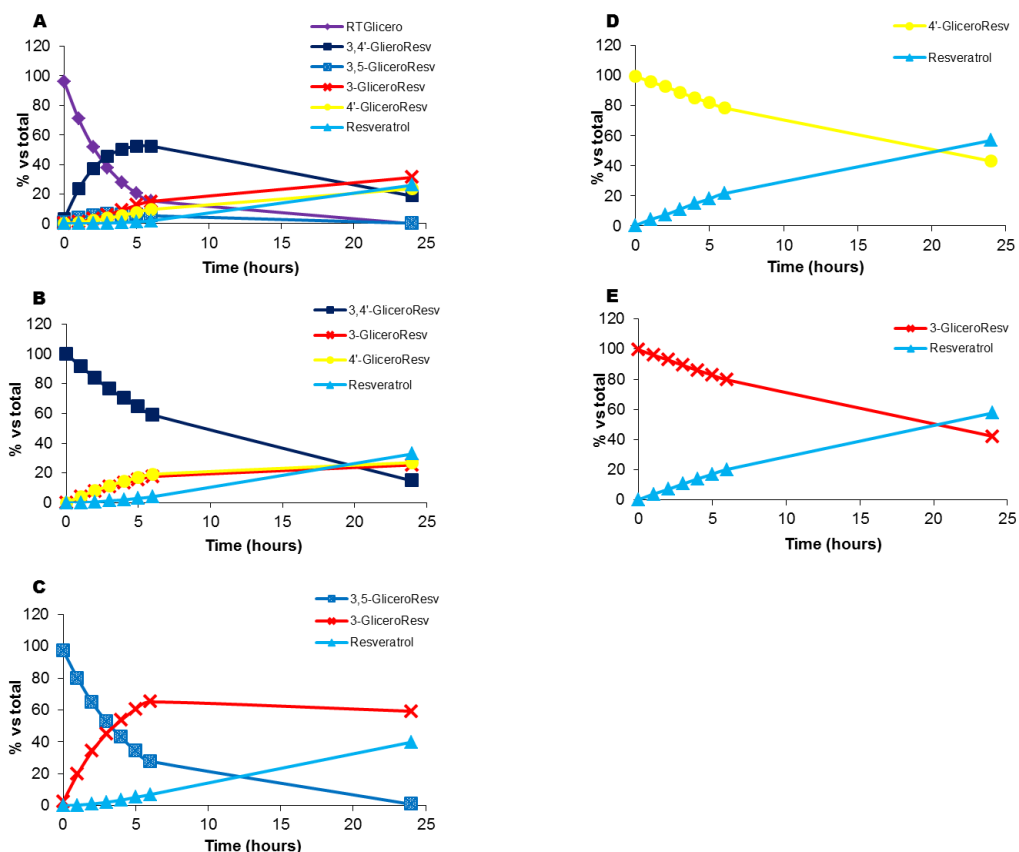 A
RTGlicero
3,4'-GlieroResv
3,5-GliceroResv
3-GliceroResv
4'-GliceroResv
Resveratrol
120
100
80
60
40
20
0
% vs total
0 5 10 15 20 25
Time (hours)
B
3,4'-GliceroResv
3-GliceroResv
4'-GliceroResv
Resveratrol
120
100
80
60
40
20
0
% vs total
0 5 10 15 20 25
Time (hours)
C
3,5-GliceroResv
3-GliceroResv
Resveratrol
120
100
80
60
40
20
0
% vs total
0 5 10 15 20 25
Time (hours)
D
4'-GliceroResv
Resveratrol
120
100
80
60
40
20
0
% vs total
0 5 10 15 20 25
Time (hours)
E
3-GliceroResv
Resveratrol
120
100
80
60
40
20
0
% vs total
0 5 10 15 20 25
Time (hours)